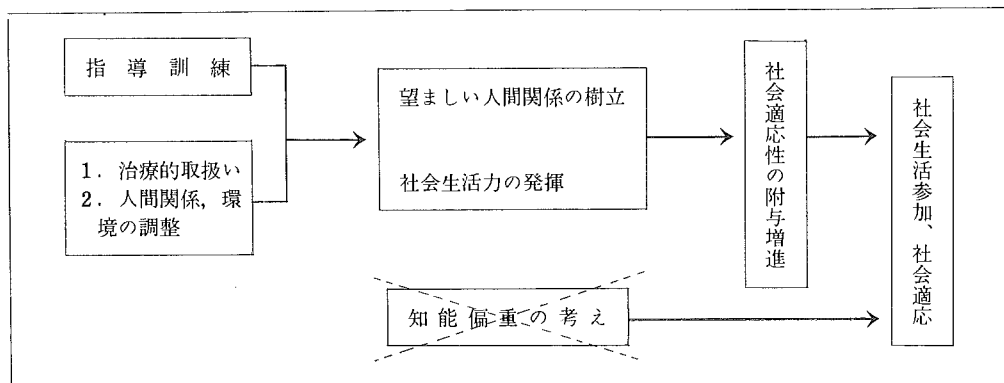 指導訓練
1．治療的取扱い
2．人間関係，環
境の調整
望ましい人間関係の樹立
社会生活力の発揮
社会適応性の附与増進
社会生活参加、社会適応
知能偏重の考え